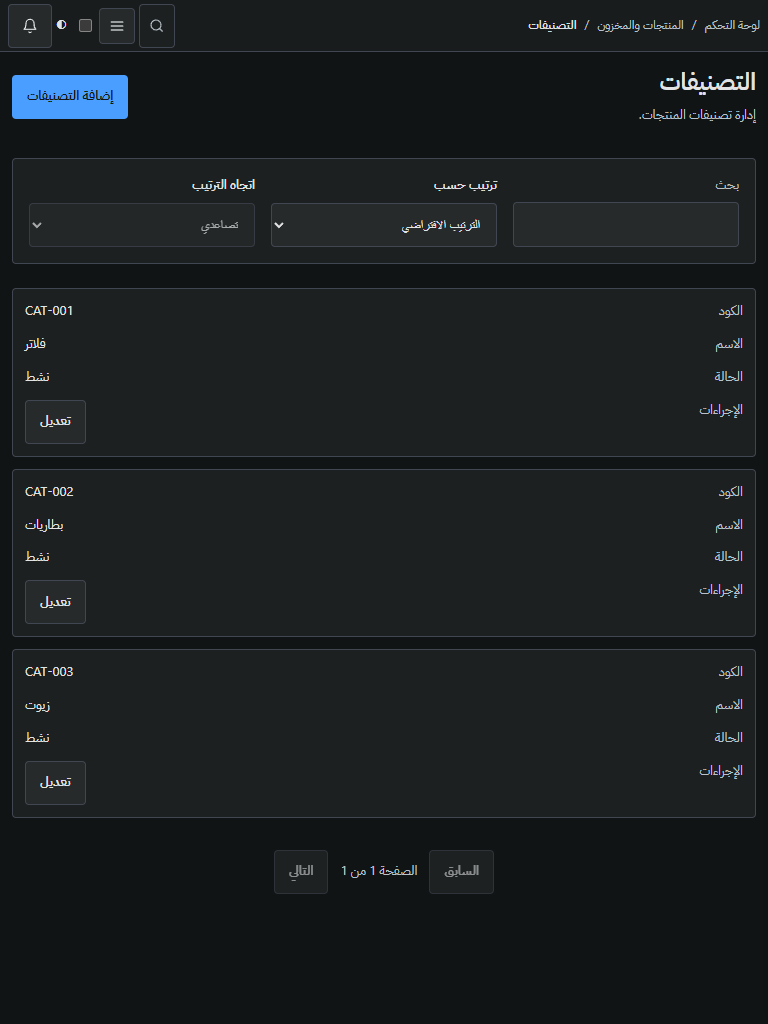 لوحة التحكم / المنتجات والمخزون / التصنيفات
التصنيفات
إدارة تصنيفات المنتجات.
إضافة التصنيفات
بحث
ترتيب حسب
الترتيب الافتراضي
اتجاه الترتيب
تصاعدي
الكود CAT-001
الاسم فلاتر
الحالة نشط
الإجراءات تعديل
الكود CAT-002
الاسم بطاريات
الحالة نشط
الإجراءات تعديل
الكود CAT-003
الاسم زيوت
الحالة نشط
الإجراءات تعديل
السابق الصفحة 1 من 1 التالي